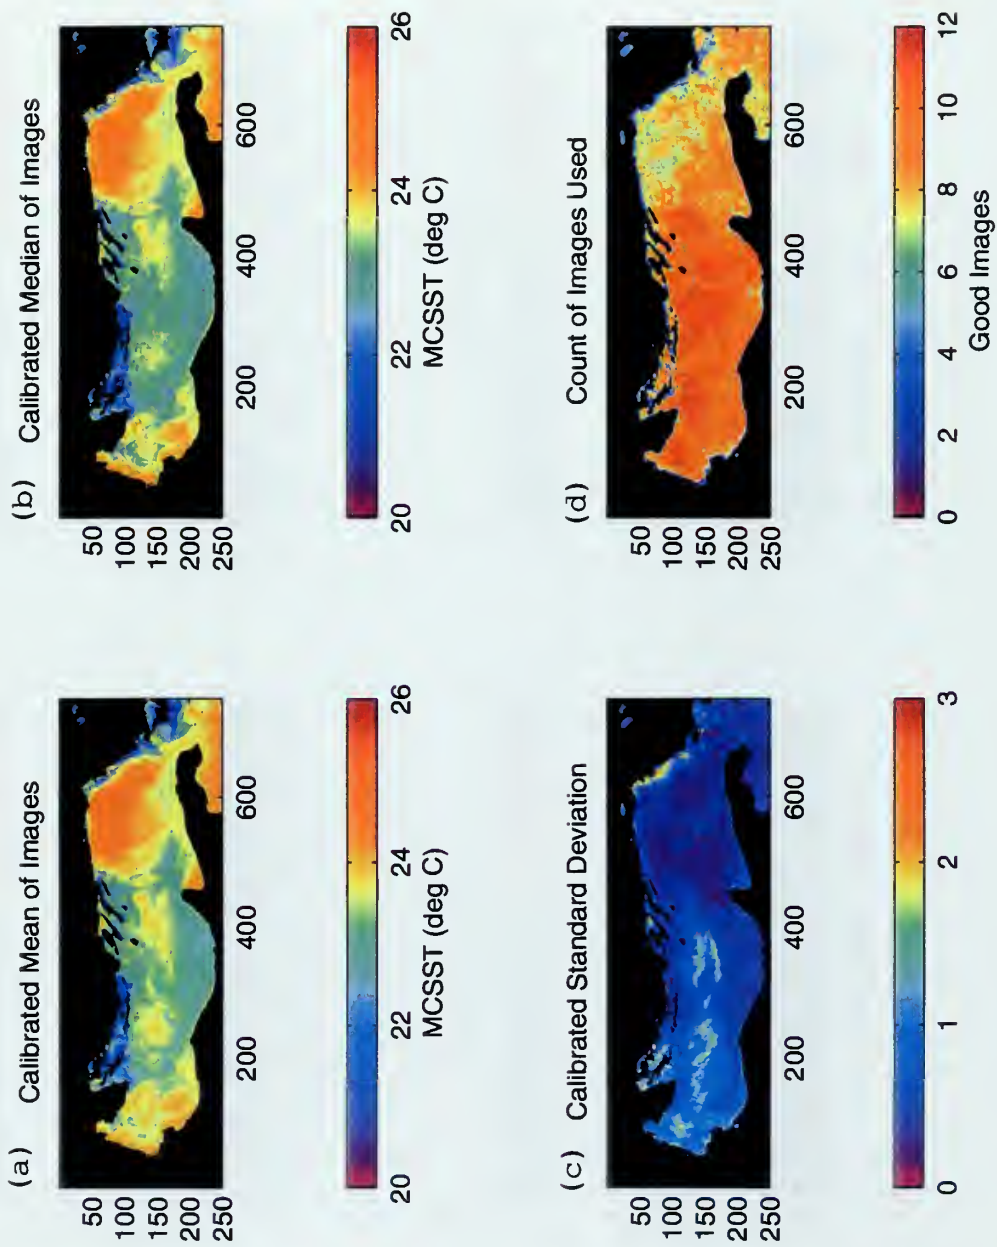 (a) Calibrated Mean of Images
50
100
150
200
250
200 400 600
20 22 24 26
MCSST (deg C)
(b) Calibrated Median of Images
50
100
150
200
250
200 400 600
20 22 24 26
MCSST (deg C)
(c) Calibrated Standard Deviation
50
100
150
200
250
200 400 600
0 1 2 3
(d) Count of Images Used
50
100
150
200
250
200 400 600
0 2 4 6 8 10 12
Good Images